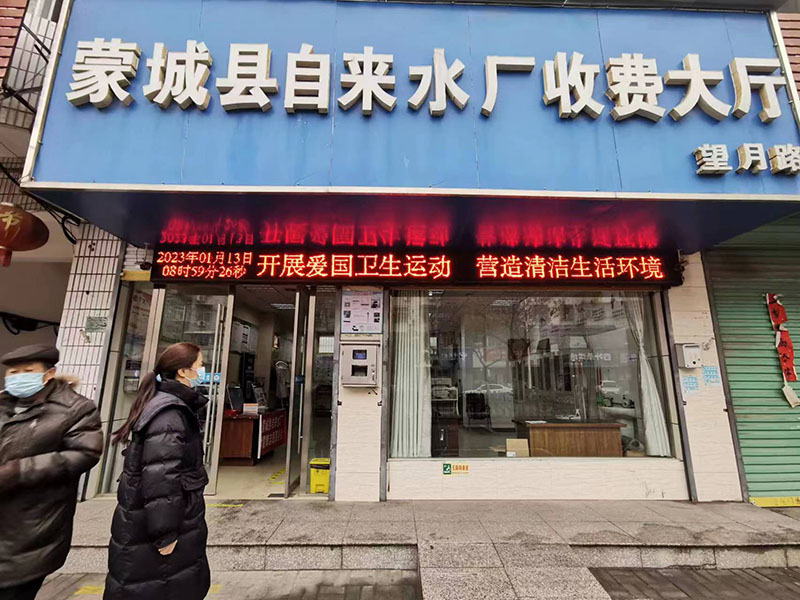 蒙城县自来水厂收费大厅
望月路
2023年01月13日
08时59分26秒
开展爱国卫生运动 营造清洁生活环境